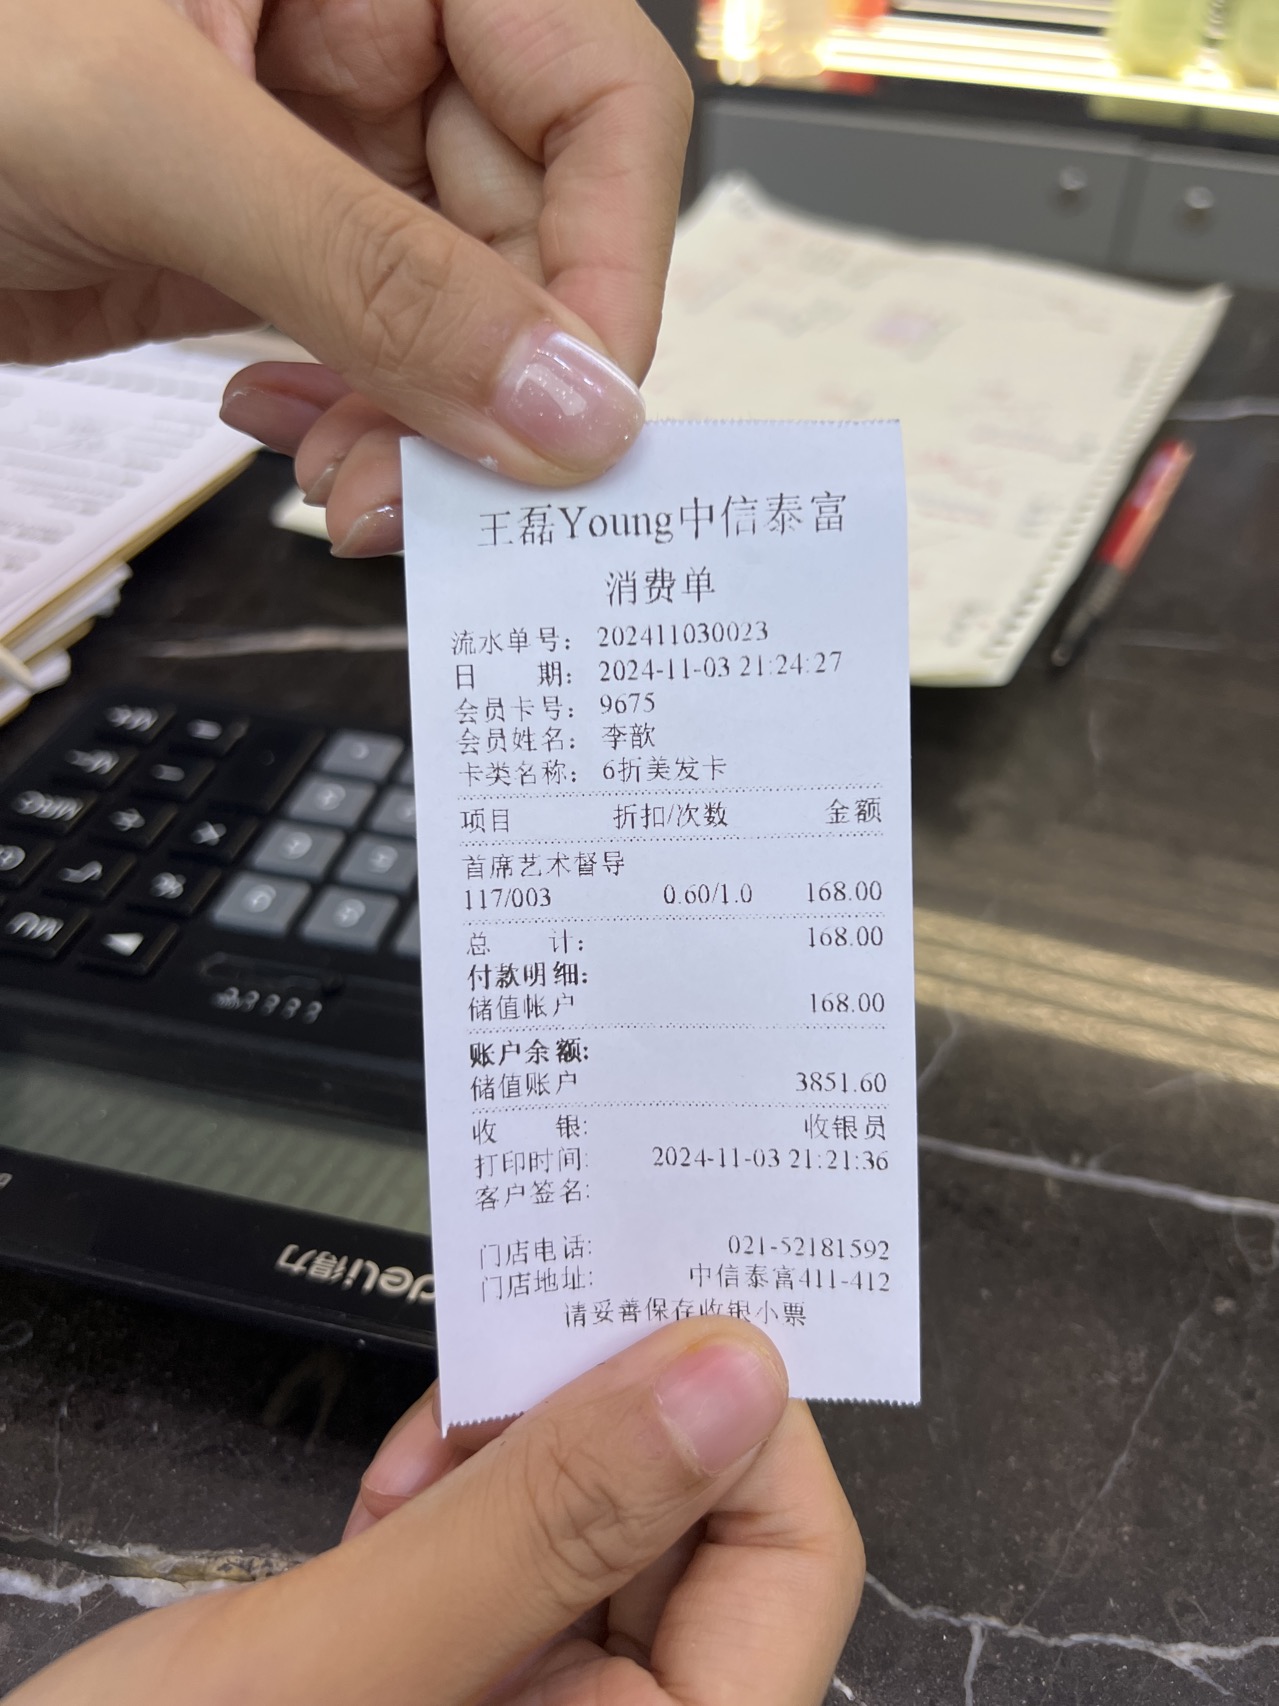 王磊Young中信泰富
消费单
流水单号： 202411030023
日 期： 2024-11-03 21:24:27
会员卡号： 9675
会员姓名： 李歆
卡类名称： 6折美发卡
项目 折扣/次数 金额
首席艺术督导
117/003 0.60/1.0 168.00
总 计： 168.00
付款明细:
储值帐户 168.00
账户余额:
储值账户 3851.60
收 银: 收银员
打印时间: 2024-11-03 21:21:36
客户签名:
门店电话: 021-52181592
门店地址: 中信泰富411-412
请妥善保存收银小票
deli得力